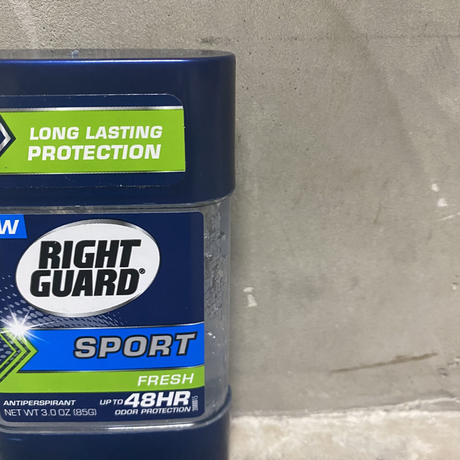 LONG LASTING
PROTECTION
W
RIGHT
GUARD®
SPORT
FRESH
ANTIPERSPIRANT UP TO 48HR
NET WT 3.0 OZ (85G) ODOR PROTECTION